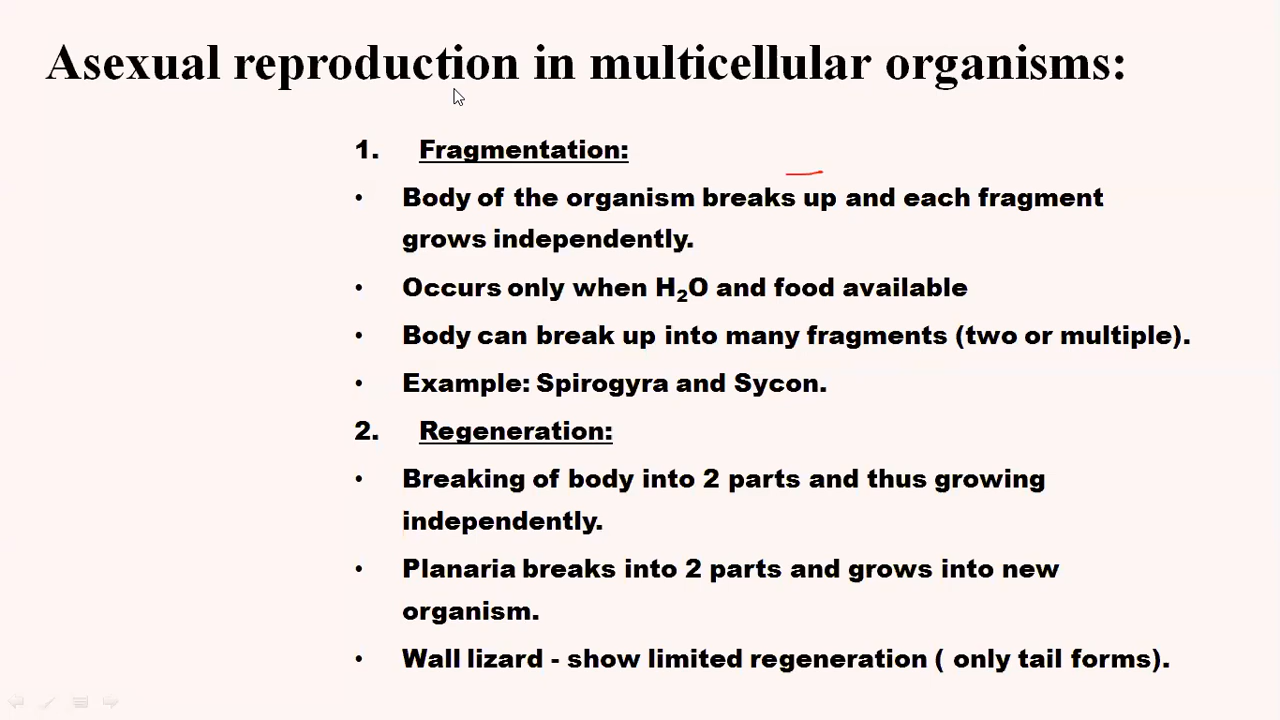 Asexual reproduction in multicellular organisms:
1. Fragmentation:
• Body of the organism breaks up and each fragment
grows independently.
• Occurs only when H₂O and food available
• Body can break up into many fragments (two or multiple).
• Example: Spirogyra and Sycon.
2. Regeneration:
• Breaking of body into 2 parts and thus growing
independently.
• Planaria breaks into 2 parts and grows into new
organism.
• Wall lizard - show limited regeneration ( only tail forms).